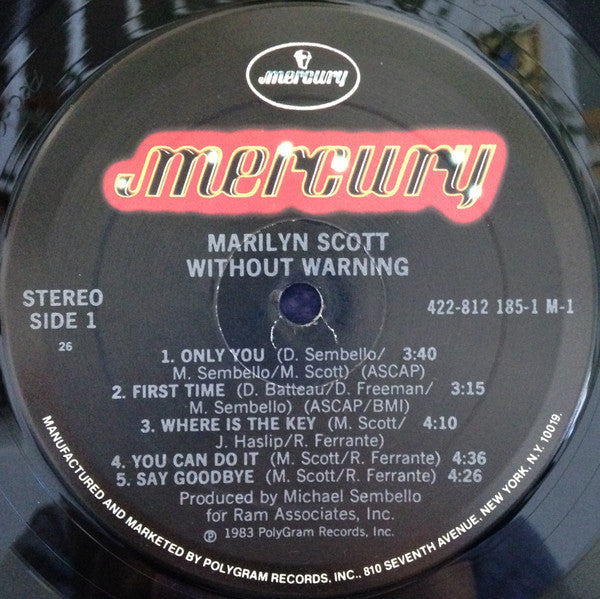 mercury
mercury
MARILYN SCOTT
WITHOUT WARNING
STEREO
SIDE 1
422-812 185-1 M-1
26
1. ONLY YOU (D. Sembello/ 3:40
M. Sembello/M. Scott) (ASCAP)
2. FIRST TIME (D. Batteau/D. Freeman/ 3:15
M. Sembello) (ASCAP/BMI)
3. WHERE IS THE KEY (M. Scott/ 4:10
J. Haslip/R. Ferrante)
4. YOU CAN DO IT (M. Scott/R. Ferrante) 4:36
5. SAY GOODBYE (M. Scott/R. Ferrante) 4:26
Produced by Michael Sembello
for Ram Associates, Inc.
℗ 1983 PolyGram Records, Inc.
MANUFACTURED AND MARKETED BY POLYGRAM RECORDS, INC., 810 SEVENTH AVENUE, NEW YORK, N.Y. 10019.